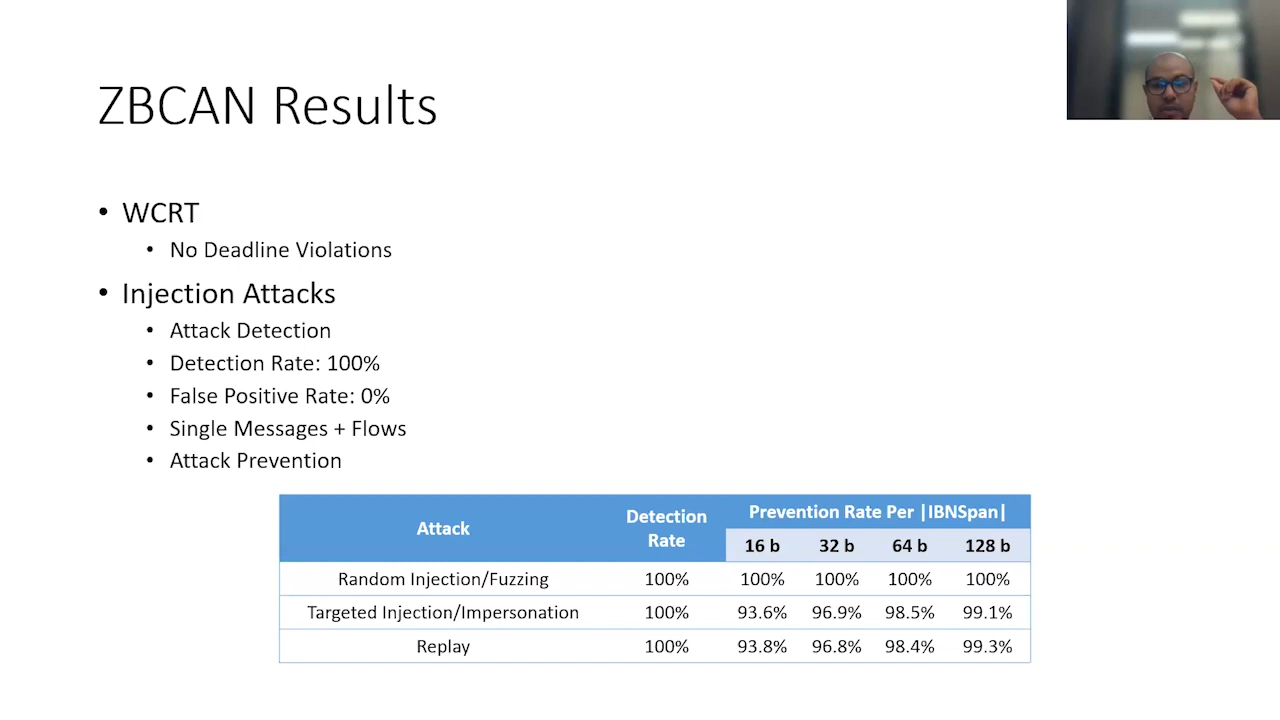 ZBCAN Results
• WCRT
• No Deadline Violations
• Injection Attacks
• Attack Detection
• Detection Rate: 100%
• False Positive Rate: 0%
• Single Messages + Flows
• Attack Prevention
Attack Detection Rate Prevention Rate Per |IBNSpan|
16 b 32 b 64 b 128 b
Random Injection/Fuzzing 100% 100% 100% 100% 100%
Targeted Injection/Impersonation 100% 93.6% 96.9% 98.5% 99.1%
Replay 100% 93.8% 96.8% 98.4% 99.3%